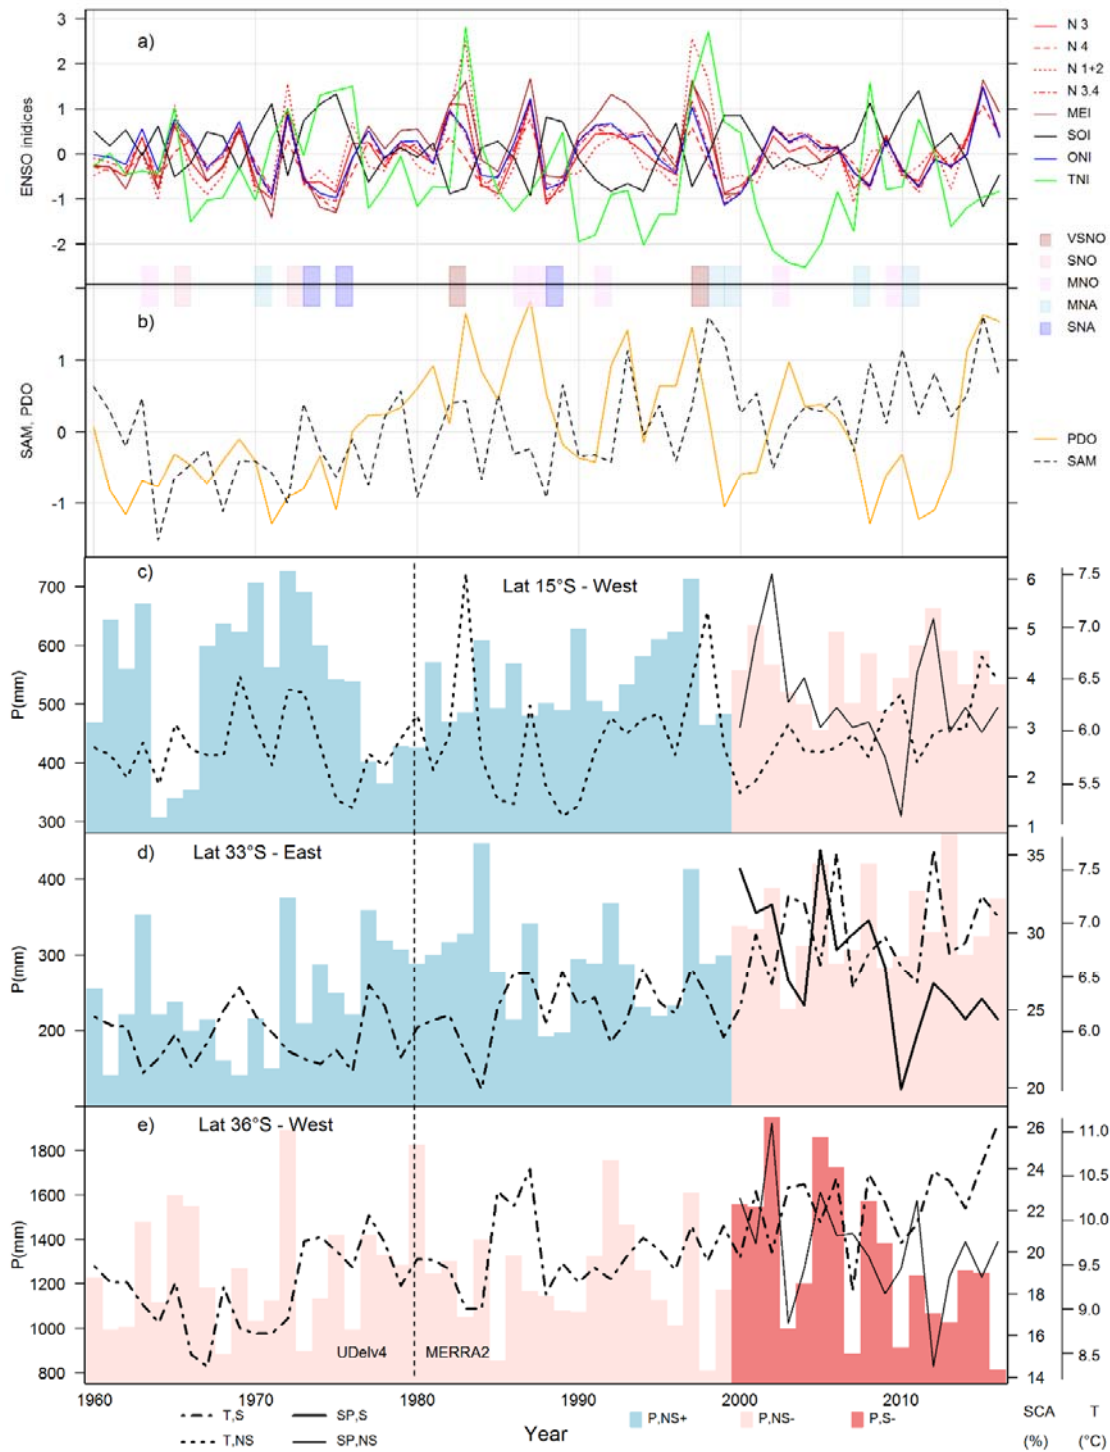 a)
ENSO inidices
3
2
1
0
-1
-2
N 3
N 4
N 1+2
N 3.4
MEI
SOI
ONI
TNI
VSNO
SNO
MNO
MNA
SNA
b)
SAM, PDO
1
0
-1
PDO
SAM
c)
Lat 15°S - West
P(mm)
700
600
500
400
300
6
5
4
3
2
1
7.5
7.0
6.5
6.0
5.5
d)
Lat 33°S - East
P(mm)
400
300
200
35
30
25
20
7.5
7.0
6.5
6.0
e)
Lat 36°S - West
P(mm)
1800
1600
1400
1200
1000
800
26
24
22
20
18
16
14
11.0
10.5
10.0
9.5
9.0
8.5
UDelv4
MERRA2
1960
1970
1980
1990
2000
2010
Year
T,S
SP,S
T,NS
SP,NS
P,NS+
P,NS-
P,S-
SCA
(%)
T
(°C)